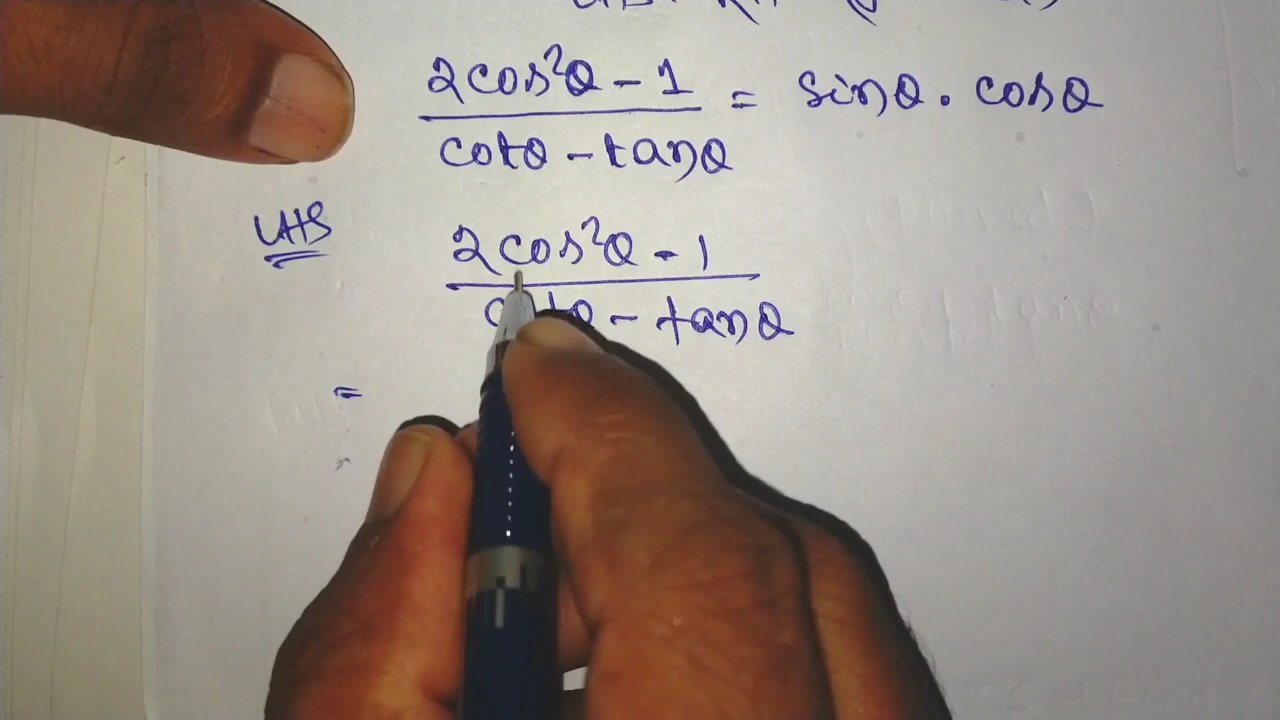 2cos²θ - 1 = sinθ . cosθ
cotθ - tanθ
LHS
2cos²θ - 1
- tanθ
=